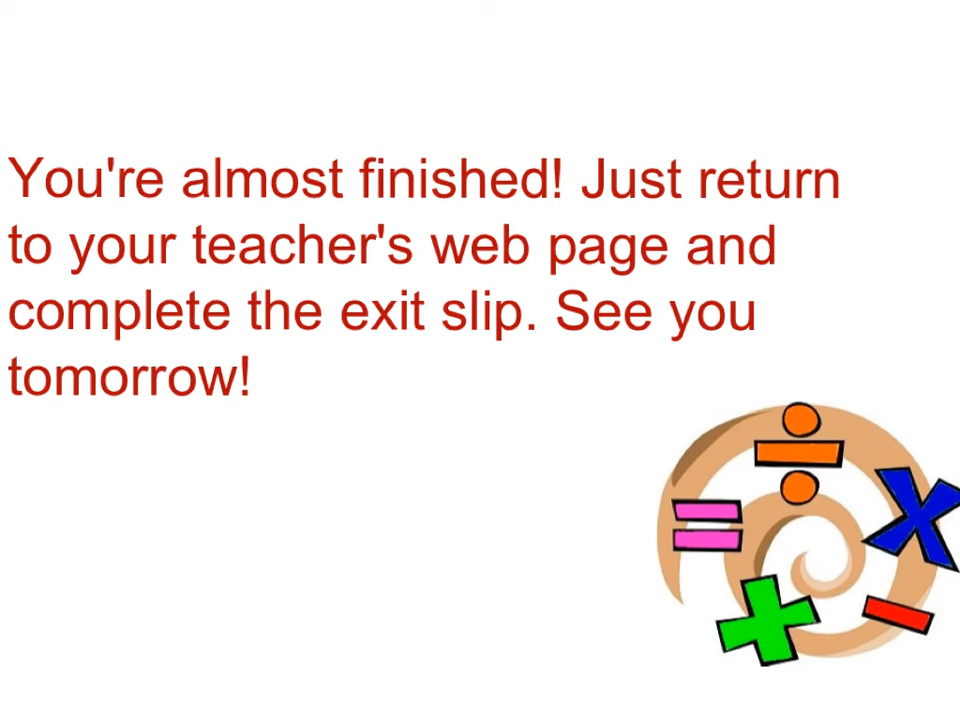 You're almost finished! Just return
to your teacher's web page and
complete the exit slip. See you
tomorrow!